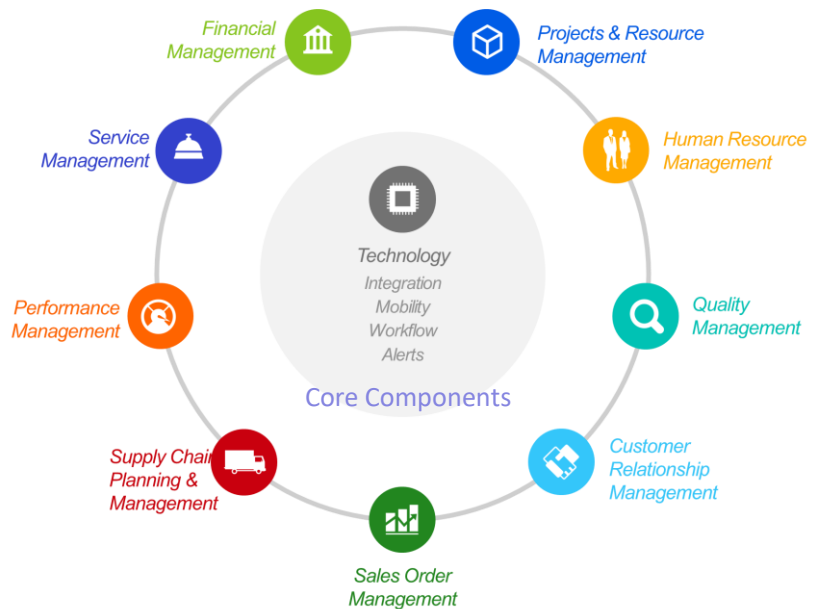 Financial
Management
Projects & Resource
Management
Service
Management
Human Resource
Management
Technology
Integration
Mobility
Workflow
Alerts
Performance
Management
Quality
Management
Core Components
Supply Chain
Planning &
Management
Customer
Relationship
Management
Sales Order
Management